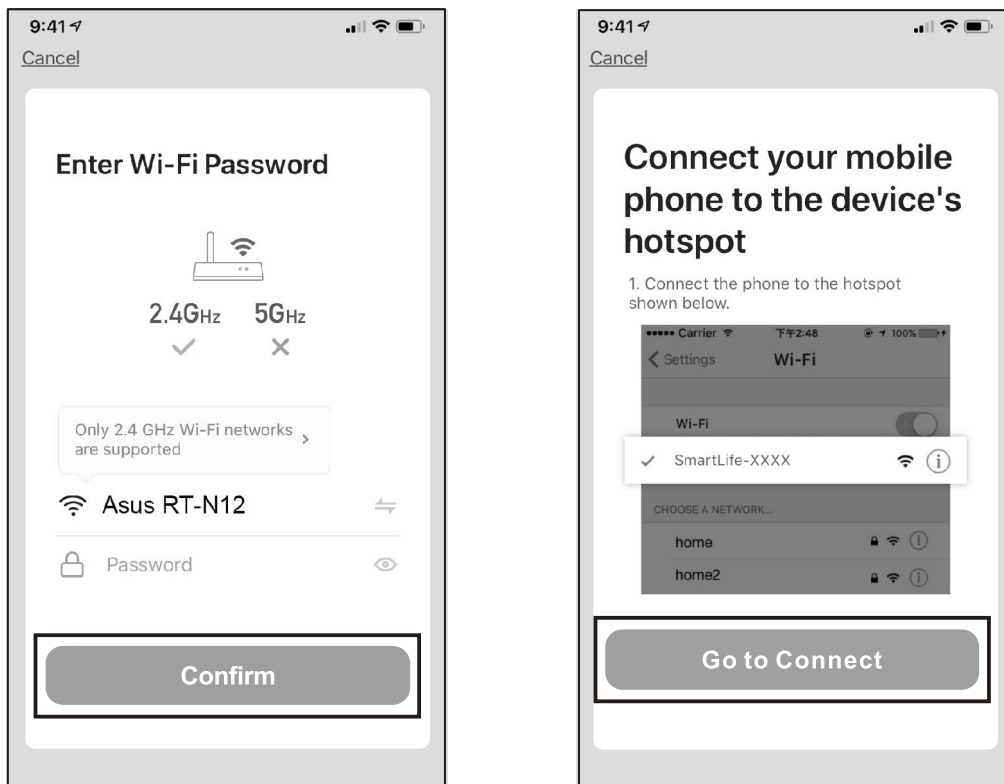 9:41
Cancel
Enter Wi-Fi Password
2.4GHz 5GHz
Only 2.4 GHz Wi-Fi networks
are supported
Asus RT-N12
Password
Confirm
9:41
Cancel
Connect your mobile
phone to the device's
hotspot
1. Connect the phone to the hotspot
shown below.
Carrier 下午2:48 100%
Settings Wi-Fi
Wi-Fi
SmartLife-XXXX
CHOOSE A NETWORK...
home
home2
Go to Connect